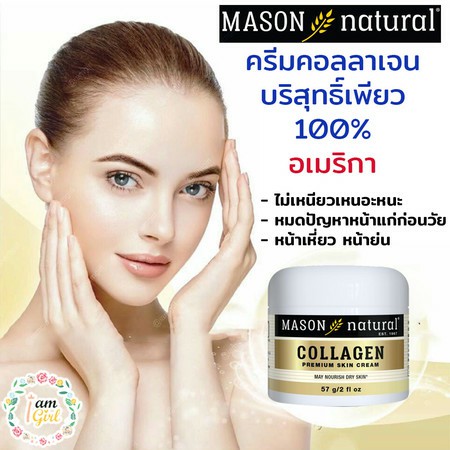 MASON natural®
ครีมคอลลาเจน
บริสุทธิ์เพียว
100%
อเมริกา
- ไม่เหนียวเหนอะหนะ
- หมดปัญหาหน้าแก่ก่อนวัย
- หน้าเหี่ยว หน้าย่น
MASON natural®
EST. 1967
COLLAGEN
PREMIUM SKIN CREAM
MAY NOURISH DRY SKIN*
57 g/2 fl oz
I am
Girl